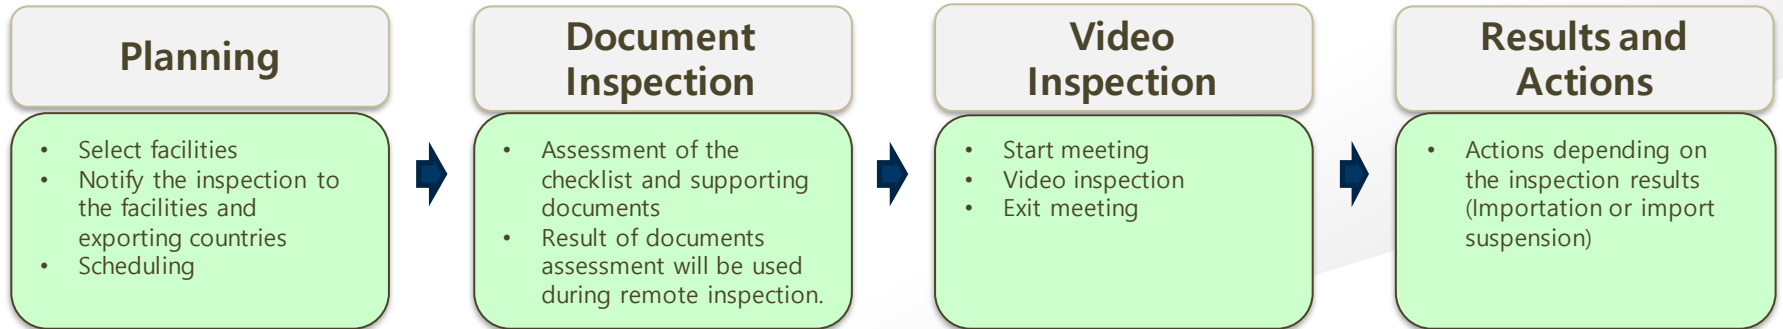 Planning
• Select facilities
• Notify the inspection to
the facilities and
exporting countries
• Scheduling
Document
Inspection
• Assessment of the
checklist and supporting
documents
• Result of documents
assessment will be used
during remote inspection.
Video
Inspection
• Start meeting
• Video inspection
• Exit meeting
Results and
Actions
• Actions depending on
the inspection results
(Importation or import
suspension)